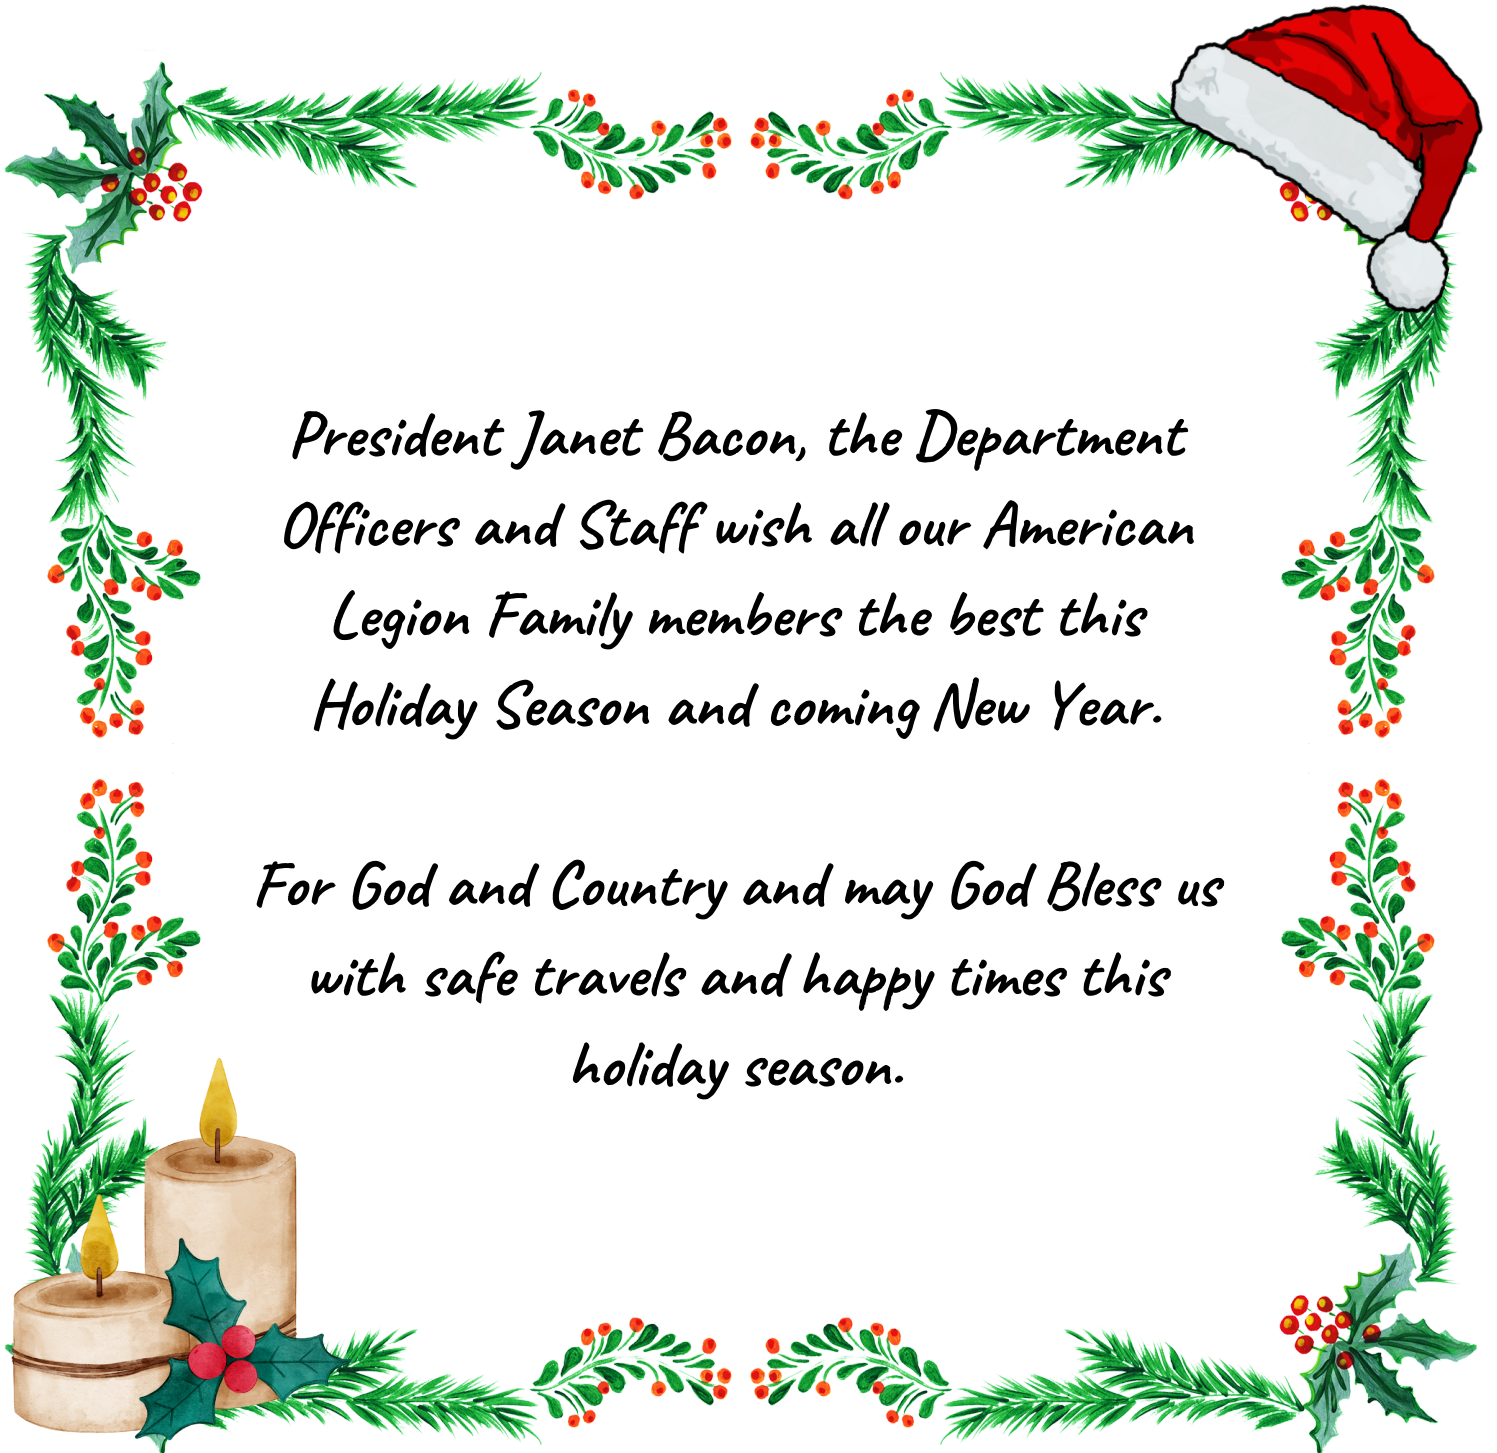 President Janet Bacon, the Department
Officers and Staff wish all our American
Legion Family members the best this
Holiday Season and coming New Year.
For God and Country and may God Bless us
with safe travels and happy times this
holiday season.